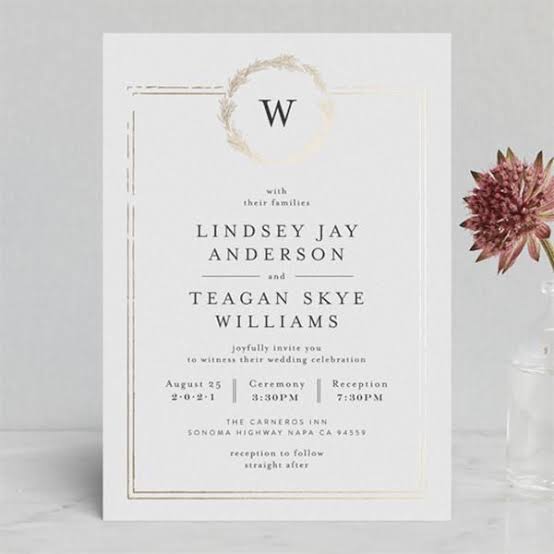 W
with
their families
LINDSEY JAY
ANDERSON
and
TEAGAN SKYE
WILLIAMS
joyfully invite you
to witness their wedding celebration
August 25 Ceremony Reception
2·0·2·1 3:30PM 7:30PM
THE CARNEROS INN
SONOMA HIGHWAY NAPA CA 94559
reception to follow
straight after